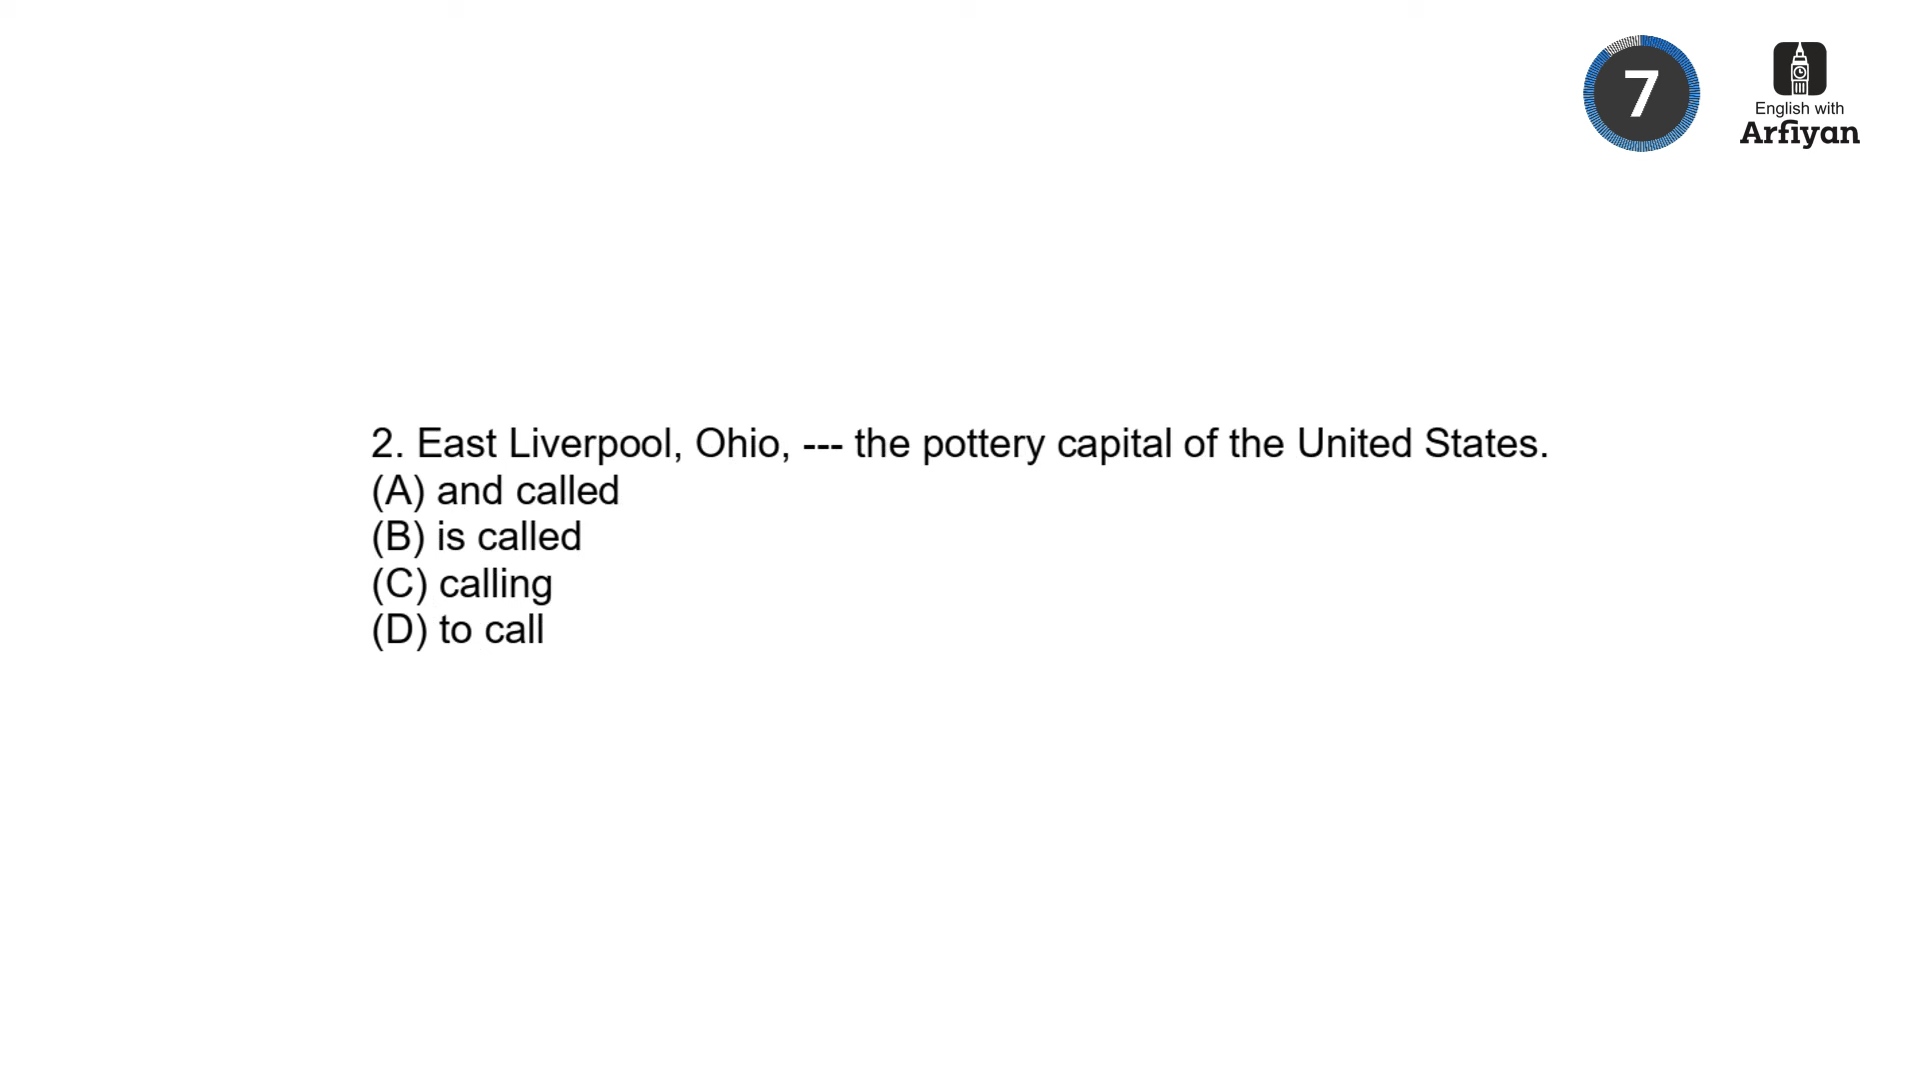 7
English with
Arfiyan
2. East Liverpool, Ohio, --- the pottery capital of the United States.
(A) and called
(B) is called
(C) calling
(D) to call